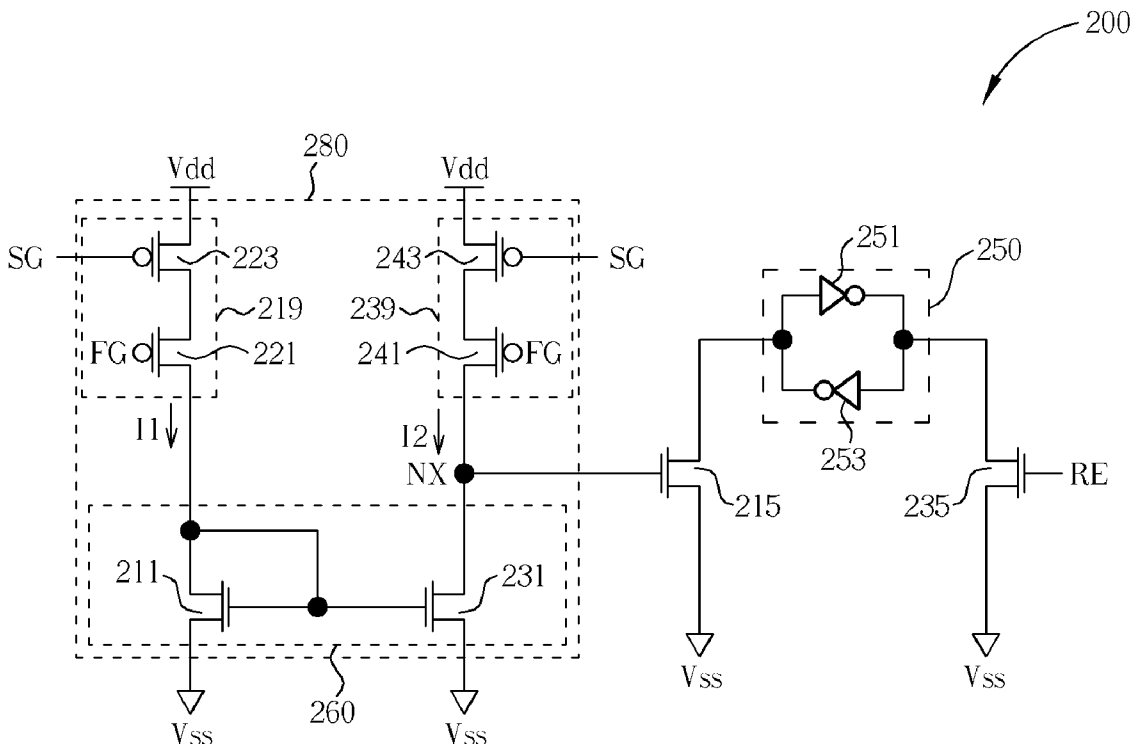 200
280
Vdd
Vdd
SG
223
243
SG
219
239
FG
221
241
FG
I1
I2
NX
251
250
253
215
235
RE
211
231
260
Vss
Vss
Vss
Vss